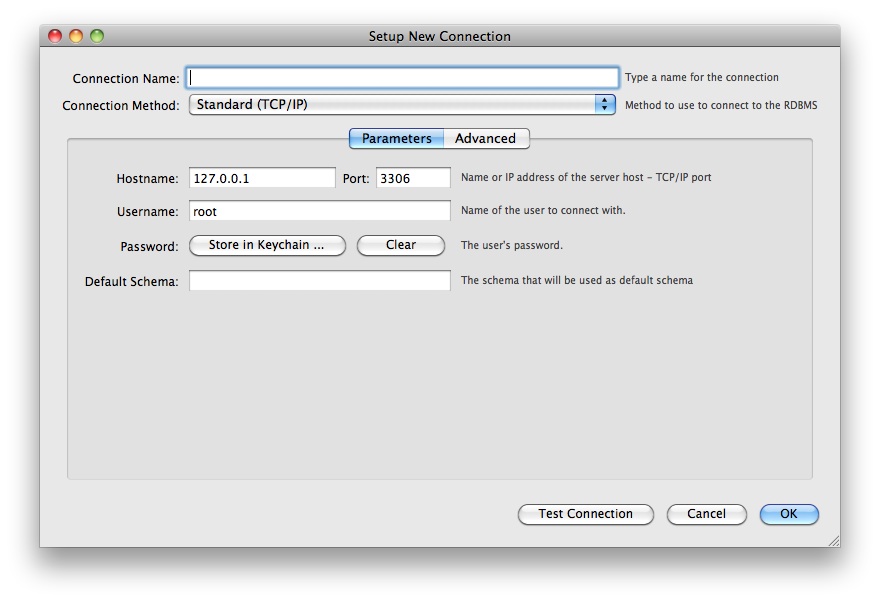 Setup New Connection
Connection Name: Type a name for the connection
Connection Method: Standard (TCP/IP) Method to use to connect to the RDBMS
Parameters Advanced
Hostname: 127.0.0.1 Port: 3306 Name or IP address of the server host - TCP/IP port
Username: root Name of the user to connect with.
Password: Store in Keychain ... Clear The user's password.
Default Schema: The schema that will be used as default schema
Test Connection Cancel OK